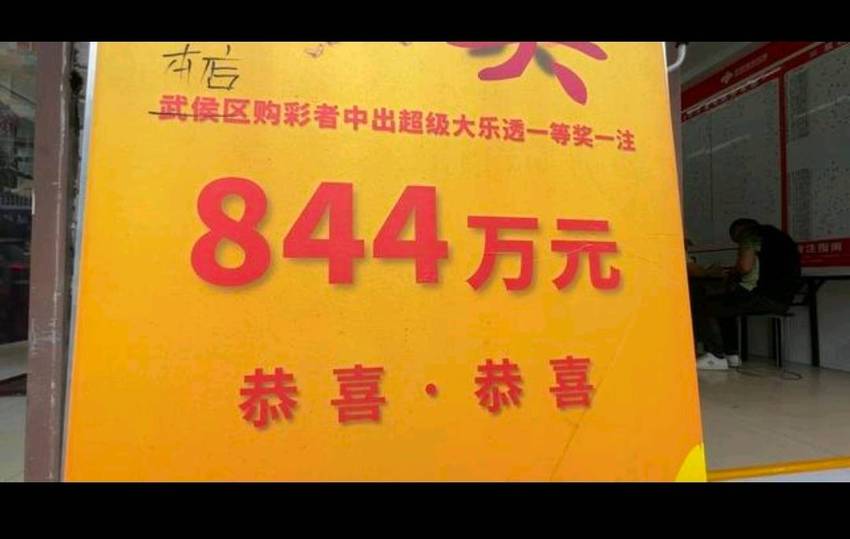 本店
武侯区购彩者中出超级大乐透一等奖一注
844万元
恭喜·恭喜